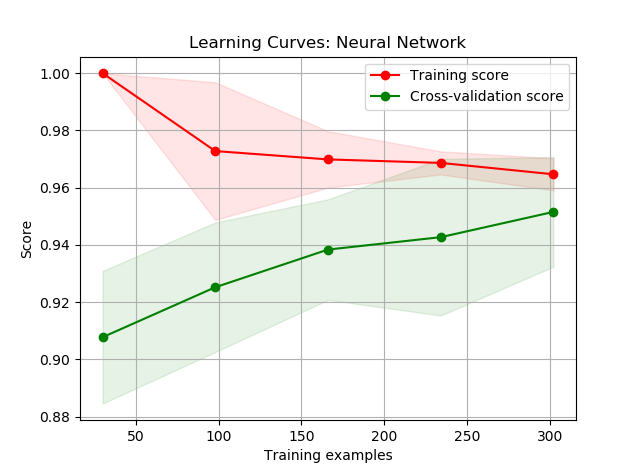 Learning Curves: Neural Network
Training score
Cross-validation score
1.00
0.98
0.96
0.94
0.92
0.90
0.88
Score
50
100
150
200
250
300
Training examples